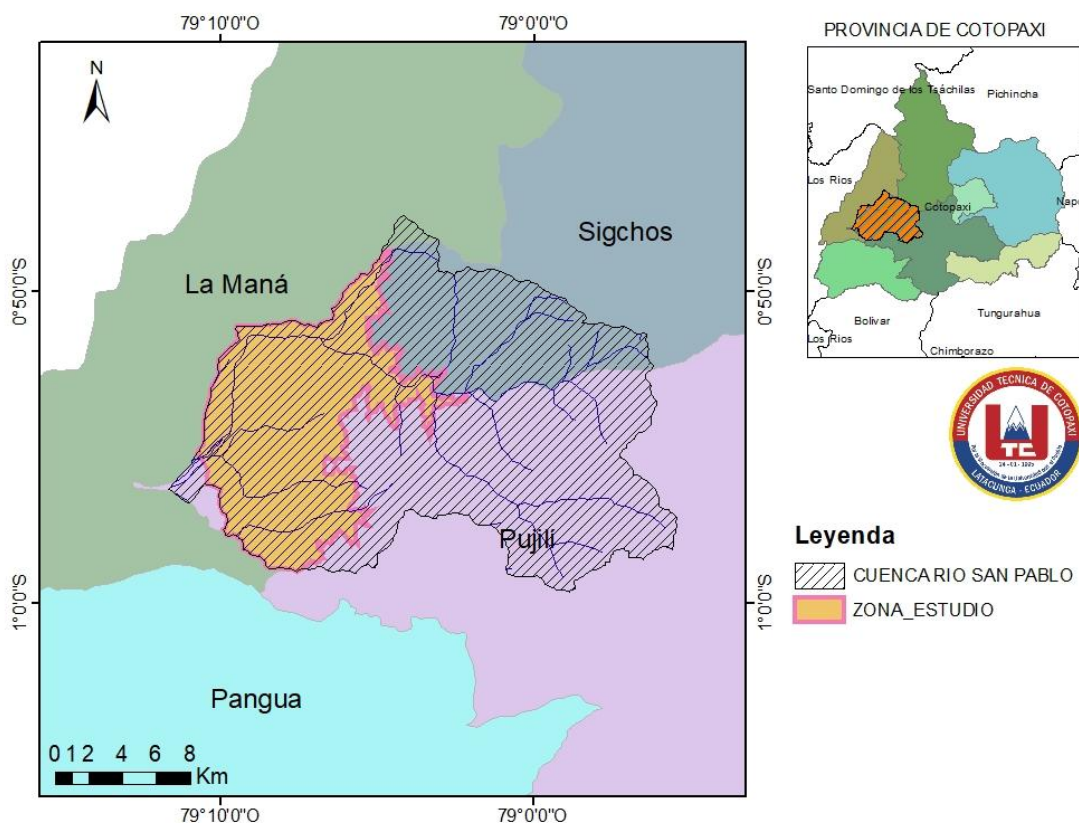 79°10'0"O
79°0'0"O
N
Sigchos
La Maná
0°50'0"S
0°50'0"S
Pujilí
1°0'0"S
1°0'0"S
Pangua
0 1 2 4 6 8
Km
79°10'0"O
79°0'0"O
PROVINCIA DE COTOPAXI
Santo Domingo de los Tsáchilas
Pichincha
Los Rios
Cotopaxi
Napo
Bolivar
Tungurahua
Los Rios
Chimborazo
UNIVERSIDAD TECNICA DE COTOPAXI
UTC
LATACUNGA - ECUADOR
Leyenda
CUENCA RIO SAN PABLO
ZONA_ESTUDIO